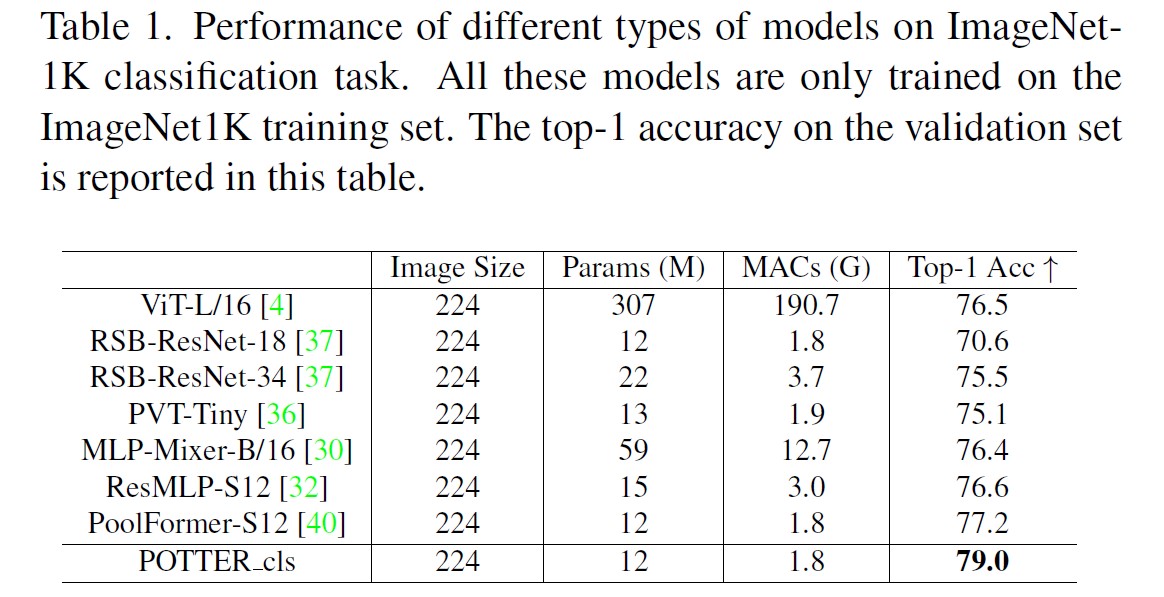 Table 1. Performance of different types of models on ImageNet-
1K classification task. All these models are only trained on the
ImageNet1K training set. The top-1 accuracy on the validation set
is reported in this table.
Image Size Params (M) MACs (G) Top-1 Acc ↑
ViT-L/16 [4] 224 307 190.7 76.5
RSB-ResNet-18 [37] 224 12 1.8 70.6
RSB-ResNet-34 [37] 224 22 3.7 75.5
PVT-Tiny [36] 224 13 1.9 75.1
MLP-Mixer-B/16 [30] 224 59 12.7 76.4
ResMLP-S12 [32] 224 15 3.0 76.6
PoolFormer-S12 [40] 224 12 1.8 77.2
POTTER_cls 224 12 1.8 79.0